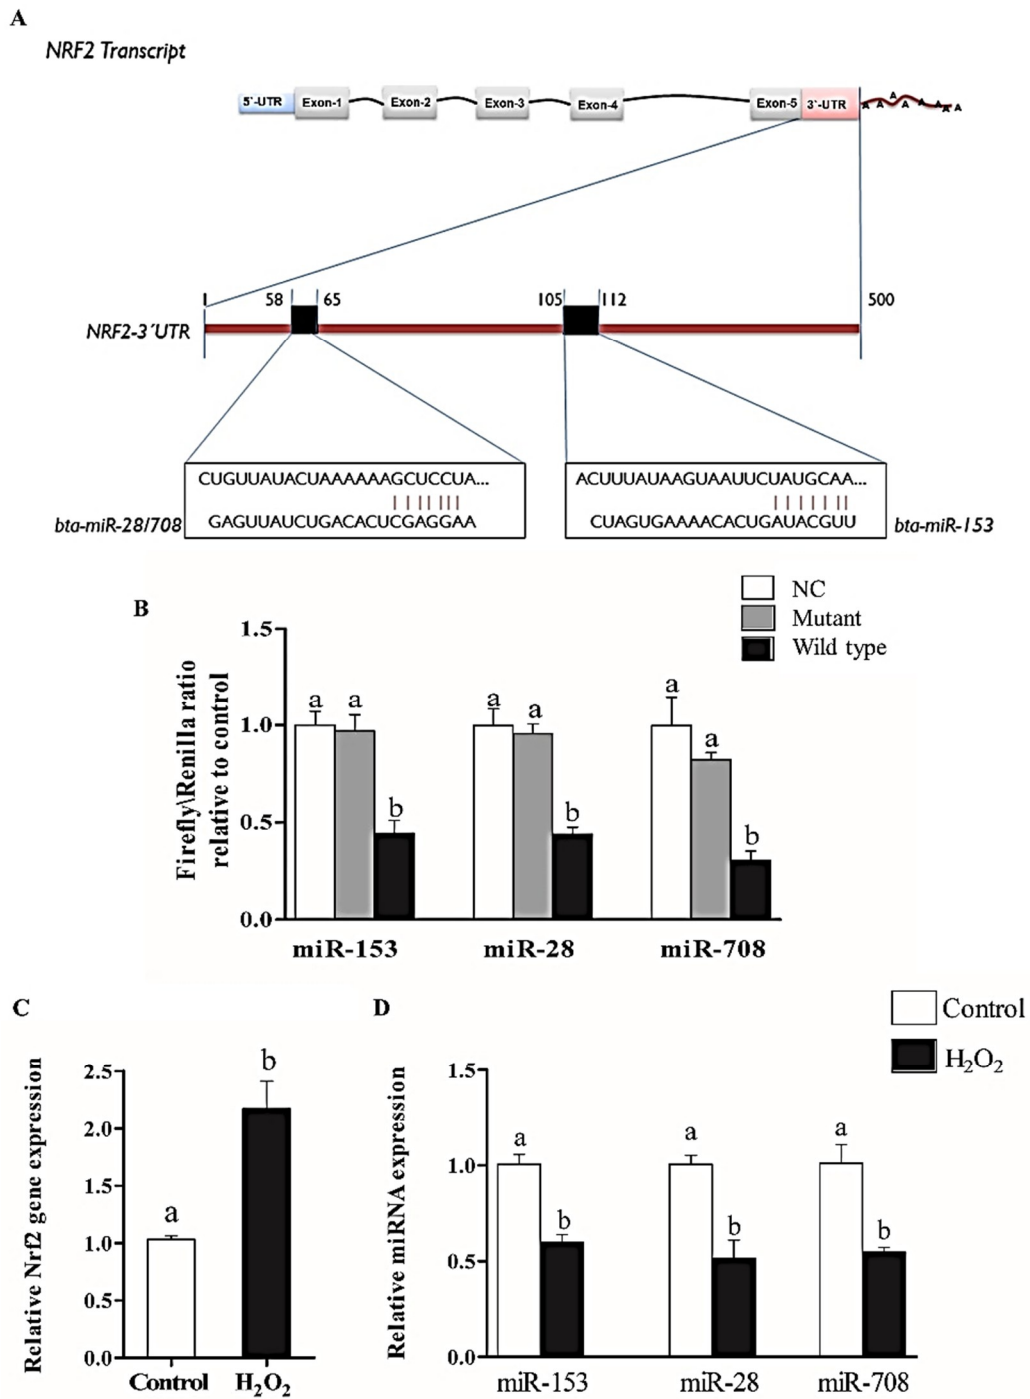 A
NRF2 Transcript
5`-UTR Exon-1 Exon-2 Exon-3 Exon-4 Exon-5 3`-UTR A A A A A A A A
1 58 65 105 112 500
NRF2-3´UTR
CUGUUAUACUAAAAAAGCUCCUA... ACUUUAUAAGUAAUUCUAUGCAA...
bta-miR-28/708 GAGUUAUCUGACACUCGAGGAA CUAGUGAAAACACUGAUACGUU bta-miR-153
B
NC
Mutant
Wild type
Firefly\Renilla ratio
relative to control
1.5
1.0
0.5
0.0
a a b a a b a a b
miR-153 miR-28 miR-708
C
Relative Nrf2 gene expression
2.5
2.0
1.5
1.0
0.5
0.0
a b
Control H₂O₂
D
Control
H₂O₂
Relative miRNA expression
1.5
1.0
0.5
0.0
a b a b a b
miR-153 miR-28 miR-708